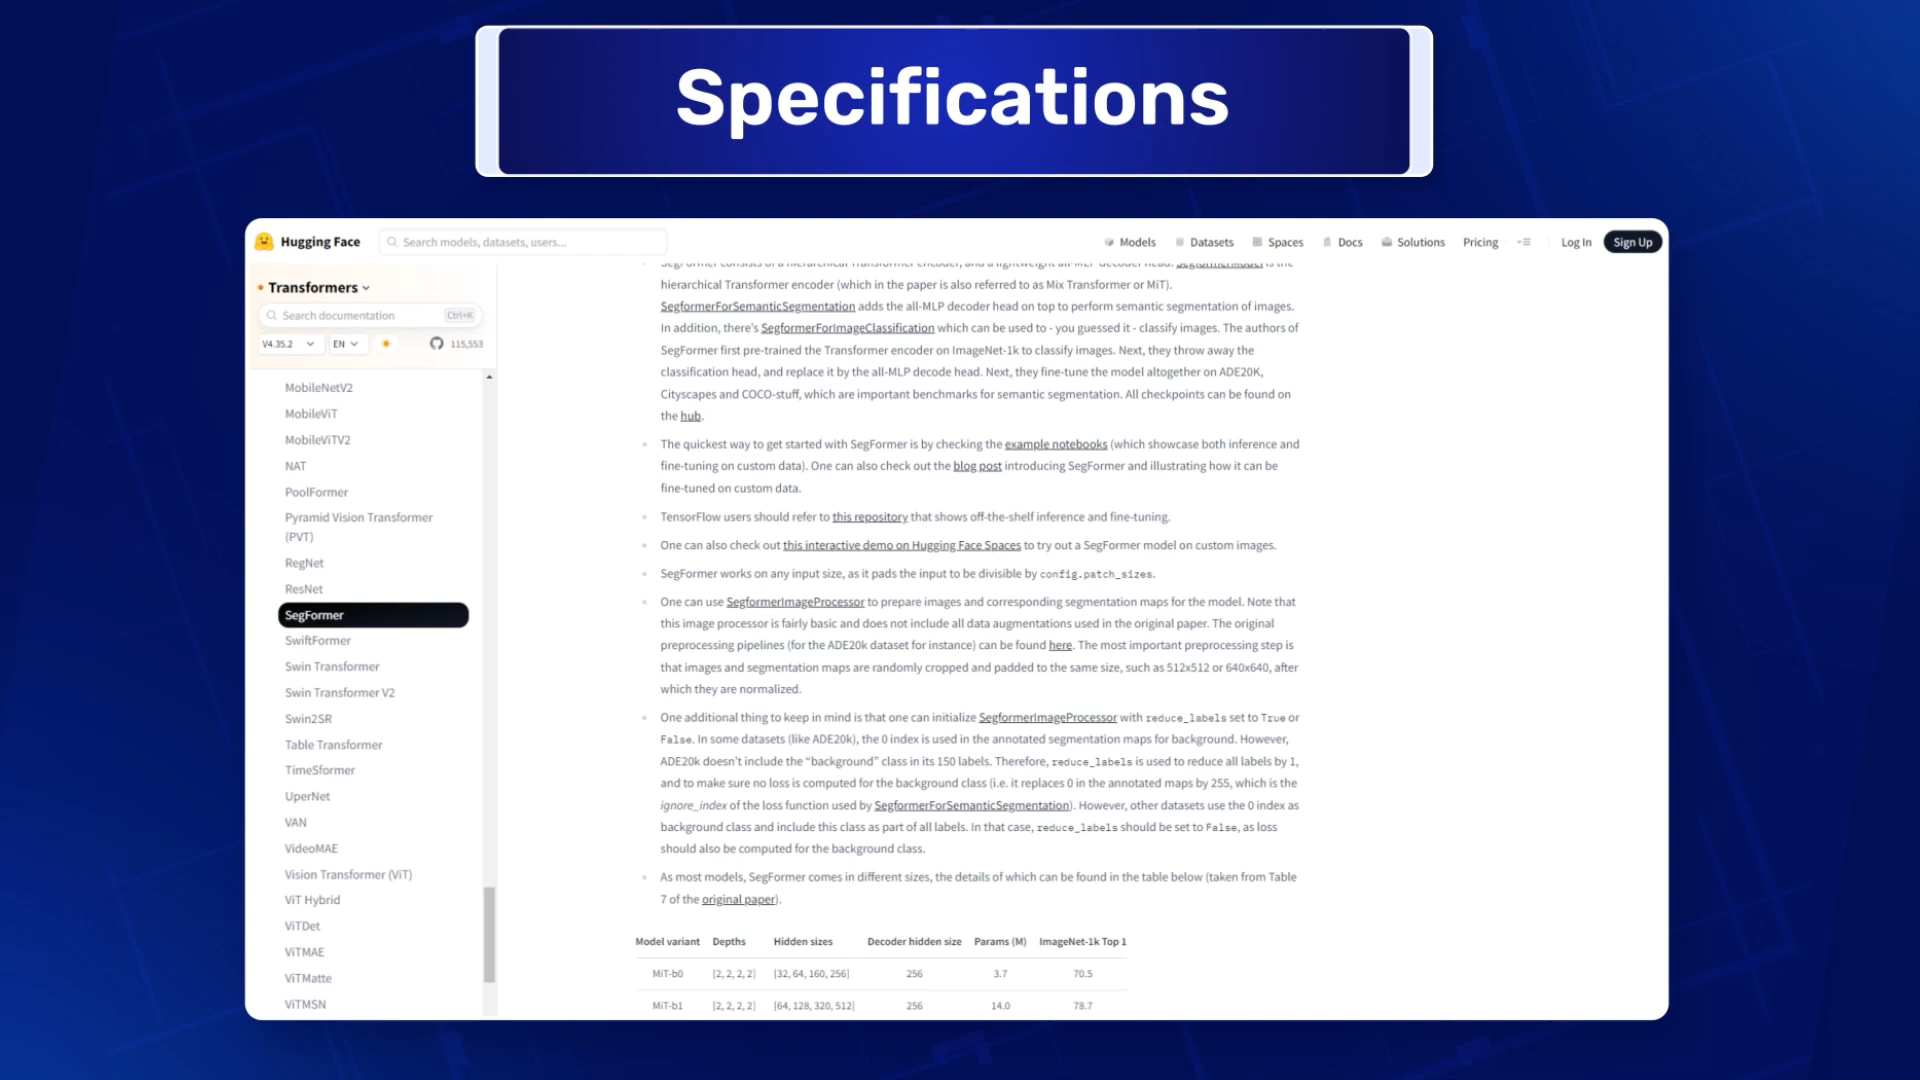 Specifications
Hugging Face
Search models, datasets, users...
Models
Datasets
Spaces
Docs
Solutions
Pricing
Log In
Sign Up
Transformers
Search documentation
Ctrl+K
V4.35.2
EN
115,553
MobileNetV2
MobileViT
MobileViTV2
NAT
PoolFormer
Pyramid Vision Transformer
(PVT)
RegNet
ResNet
SegFormer
SwiftFormer
Swin Transformer
Swin Transformer V2
Swin2SR
Table Transformer
TimeSformer
UperNet
VAN
VideoMAE
Vision Transformer (ViT)
ViT Hybrid
ViTDet
ViTMAE
ViTMatte
ViTMSN
SegFormer consists of a hierarchical Transformer encoder, and a lightweight all-MLP decoder head. SegformerModel is the
hierarchical Transformer encoder (which in the paper is also referred to as Mix Transformer or MiT).
SegformerForSemanticSegmentation adds the all-MLP decoder head on top to perform semantic segmentation of images.
In addition, there's SegformerForImageClassification which can be used to - you guessed it - classify images. The authors of
SegFormer first pre-trained the Transformer encoder on ImageNet-1k to classify images. Next, they throw away the
classification head, and replace it by the all-MLP decode head. Next, they fine-tune the model altogether on ADE20K,
Cityscapes and COCO-stuff, which are important benchmarks for semantic segmentation. All checkpoints can be found on
the hub.
The quickest way to get started with SegFormer is by checking the example notebooks (which showcase both inference and
fine-tuning on custom data). One can also check out the blog post introducing SegFormer and illustrating how it can be
fine-tuned on custom data.
TensorFlow users should refer to this repository that shows off-the-shelf inference and fine-tuning.
One can also check out this interactive demo on Hugging Face Spaces to try out a SegFormer model on custom images.
SegFormer works on any input size, as it pads the input to be divisible by config.patch_sizes.
One can use SegformerImageProcessor to prepare images and corresponding segmentation maps for the model. Note that
this image processor is fairly basic and does not include all data augmentations used in the original paper. The original
preprocessing pipelines (for the ADE20k dataset for instance) can be found here. The most important preprocessing step is
that images and segmentation maps are randomly cropped and padded to the same size, such as 512x512 or 640x640, after
which they are normalized.
One additional thing to keep in mind is that one can initialize SegformerImageProcessor with reduce_labels set to True or
False. In some datasets (like ADE20k), the 0 index is used in the annotated segmentation maps for background. However,
ADE20k doesn't include the “background” class in its 150 labels. Therefore, reduce_labels is used to reduce all labels by 1,
and to make sure no loss is computed for the background class (i.e. it replaces 0 in the annotated maps by 255, which is the
ignore_index of the loss function used by SegformerForSemanticSegmentation). However, other datasets use the 0 index as
background class and include this class as part of all labels. In that case, reduce_labels should be set to False, as loss
should also be computed for the background class.
As most models, SegFormer comes in different sizes, the details of which can be found in the table below (taken from Table
7 of the original paper).
Model variant Depths Hidden sizes Decoder hidden size Params (M) ImageNet-1k Top 1
MiT-b0 [2, 2, 2, 2] [32, 64, 160, 256] 256 3.7 70.5
MiT-b1 [2, 2, 2, 2] [64, 128, 320, 512] 256 14.0 78.7